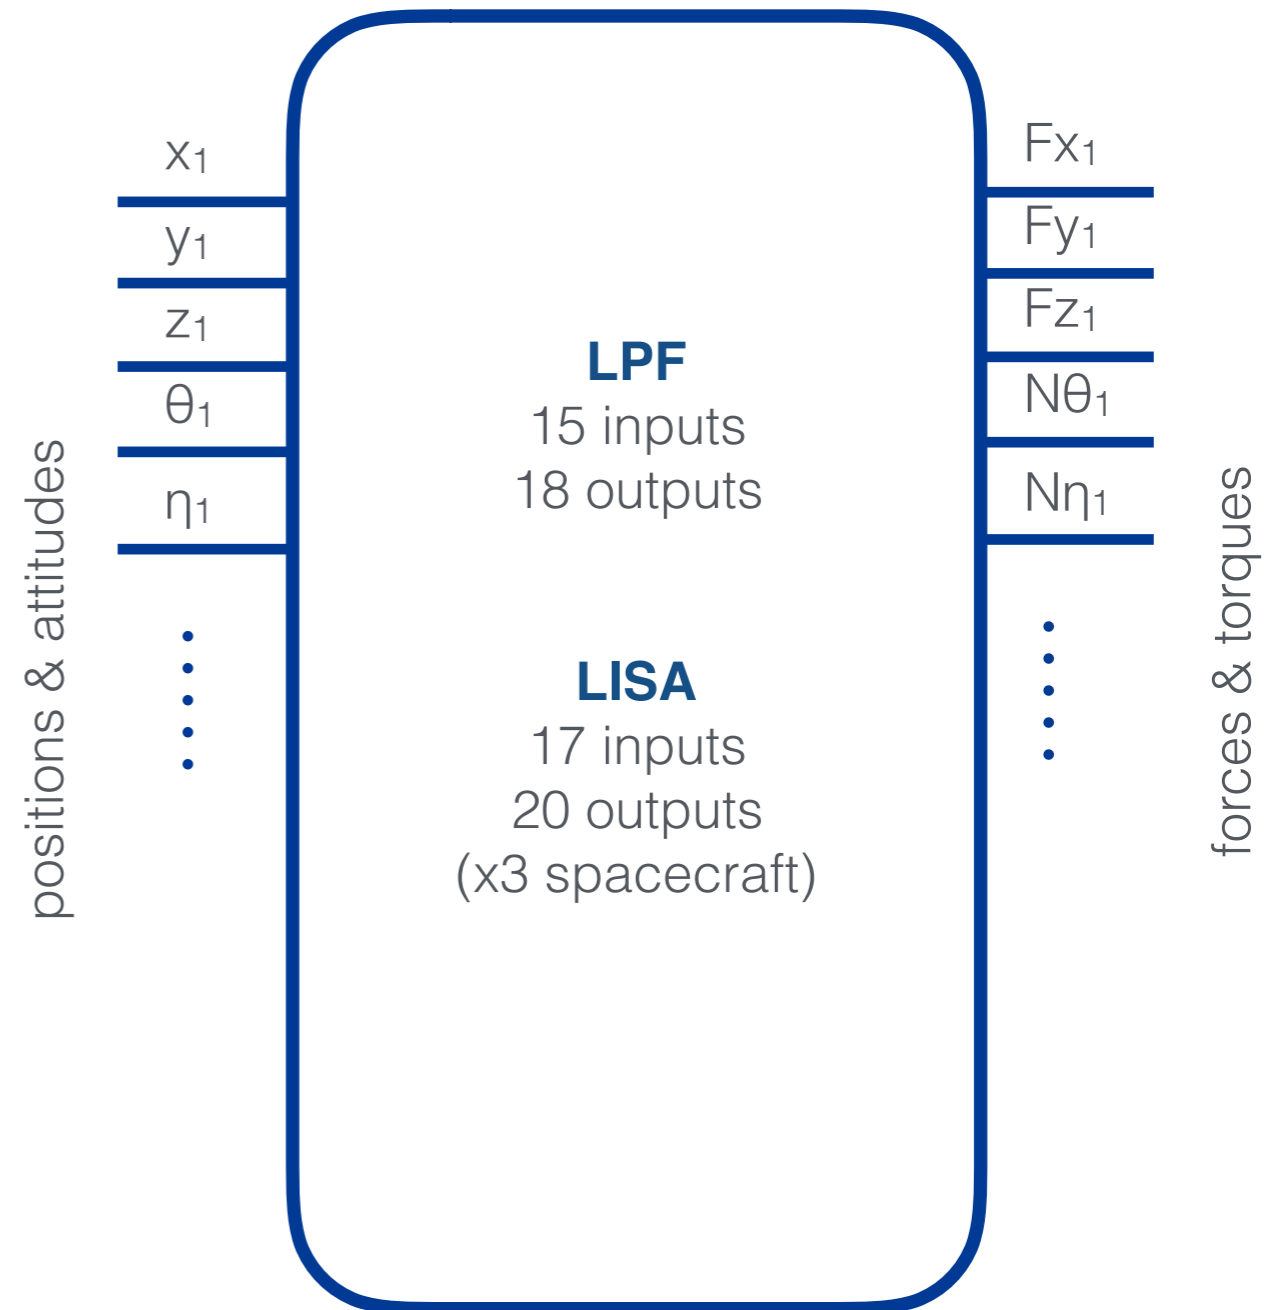 positions & attitudes
x₁
y₁
z₁
θ₁
η₁
LPF
15 inputs
18 outputs
LISA
17 inputs
20 outputs
(x3 spacecraft)
Fx₁
Fy₁
Fz₁
Nθ₁
Nη₁
forces & torques